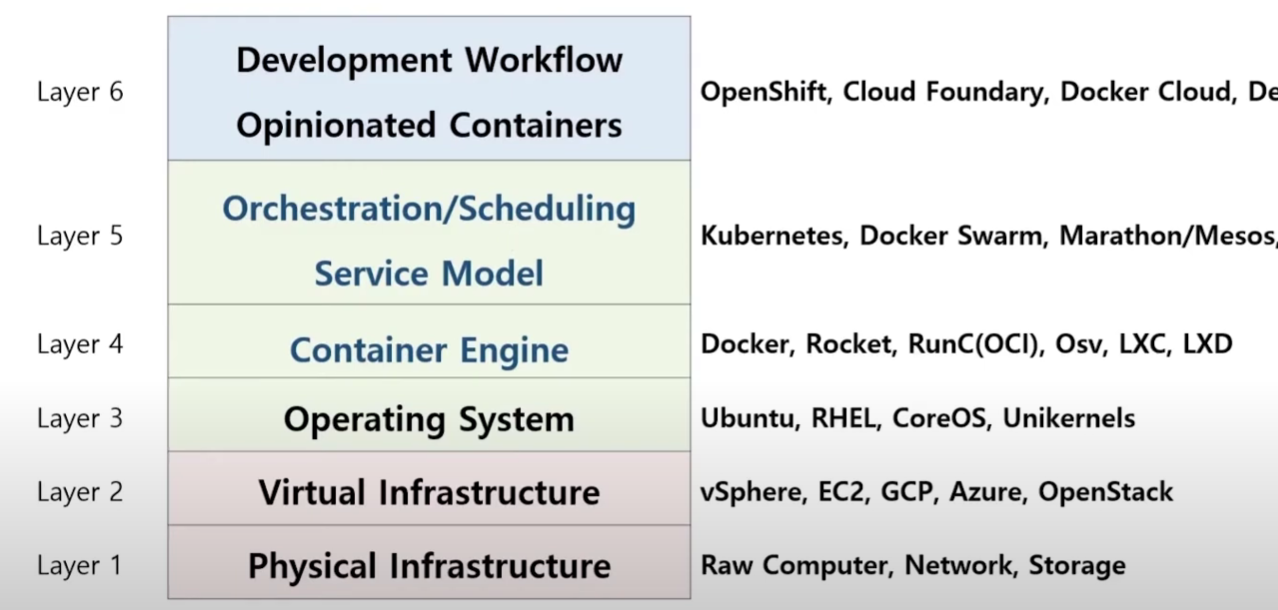 Layer 6
Development Workflow
Opinionated Containers
OpenShift, Cloud Foundary, Docker Cloud,
Layer 5
Orchestration/Scheduling
Service Model
Kubernetes, Docker Swarm, Marathon/Mesos,
Layer 4
Container Engine
Docker, Rocket, RunC(OCI), Osv, LXC, LXD
Layer 3
Operating System
Ubuntu, RHEL, CoreOS, Unikernels
Layer 2
Virtual Infrastructure
vSphere, EC2, GCP, Azure, OpenStack
Layer 1
Physical Infrastructure
Raw Computer, Network, Storage